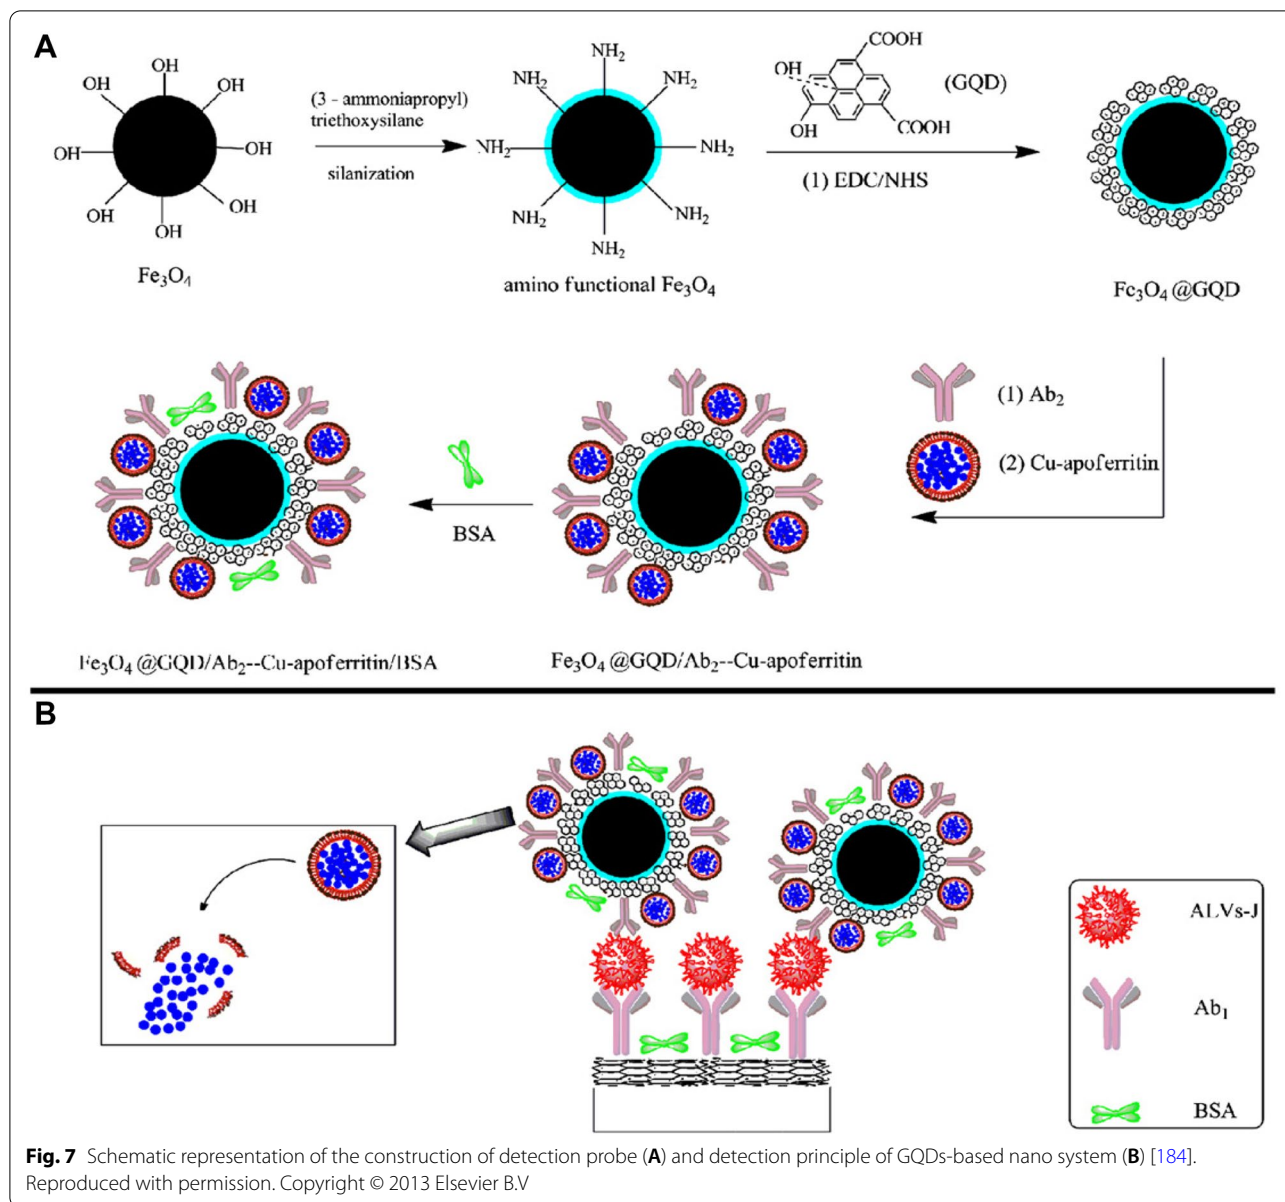 A
OH
OH
OH
OH
OH
OH
OH
OH
Fe₃O₄
(3 - ammoniapropyl)
triethoxysilane
silanization
NH₂
NH₂
NH₂
NH₂
NH₂
NH₂
NH₂
NH₂
amino functional Fe₃O₄
COOH
OH
(GQD)
OH
COOH
(1) EDC/NHS
Fe₃O₄ @GQD
(1) Ab₂
(2) Cu-apoferritin
BSA
Fe₃O₄ @GQD/Ab₂--Cu-apoferritin/BSA
Fe₃O₄ @GQD/Ab₂--Cu-apoferritin
B
ALVs-J
Ab₁
BSA
Fig. 7 Schematic representation of the construction of detection probe (A) and detection principle of GQDs-based nano system (B) [184].
Reproduced with permission. Copyright © 2013 Elsevier B.V